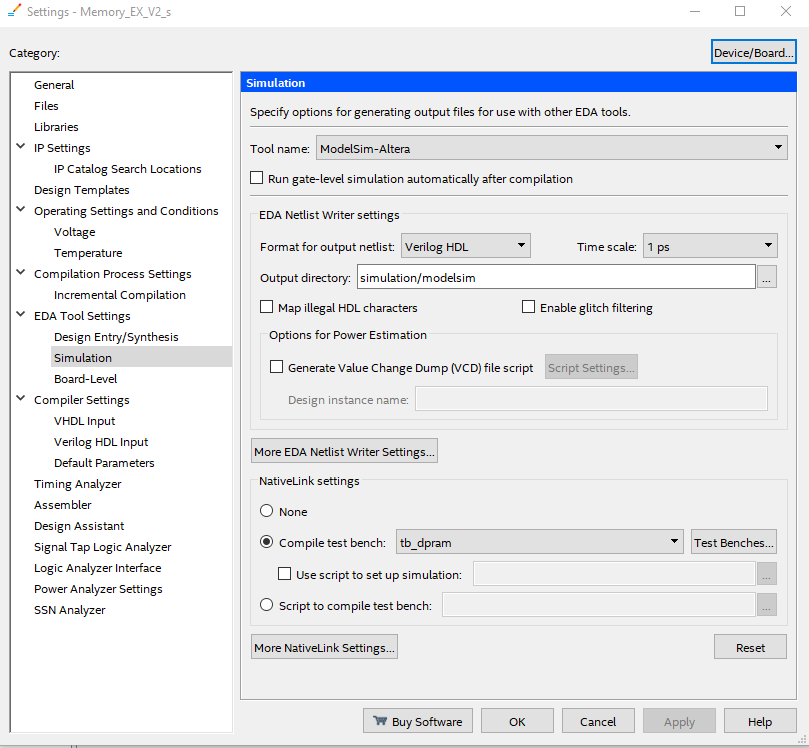 Settings - Memory_EX_V2_s
Category:
Device/Board...
General
Files
Libraries
IP Settings
IP Catalog Search Locations
Design Templates
Operating Settings and Conditions
Voltage
Temperature
Compilation Process Settings
Incremental Compilation
EDA Tool Settings
Design Entry/Synthesis
Simulation
Board-Level
Compiler Settings
VHDL Input
Verilog HDL Input
Default Parameters
Timing Analyzer
Assembler
Design Assistant
Signal Tap Logic Analyzer
Logic Analyzer Interface
Power Analyzer Settings
SSN Analyzer
Simulation
Specify options for generating output files for use with other EDA tools.
Tool name: ModelSim-Altera
Run gate-level simulation automatically after compilation
EDA Netlist Writer settings
Format for output netlist: Verilog HDL Time scale: 1 ps
Output directory: simulation/modelsim ...
Map illegal HDL characters Enable glitch filtering
Options for Power Estimation
Generate Value Change Dump (VCD) file script Script Settings...
Design instance name:
More EDA Netlist Writer Settings...
NativeLink settings
None
Compile test bench: tb_dpram Test Benches...
Use script to set up simulation: ...
Script to compile test bench: ...
More NativeLink Settings... Reset
Buy Software OK Cancel Apply Help